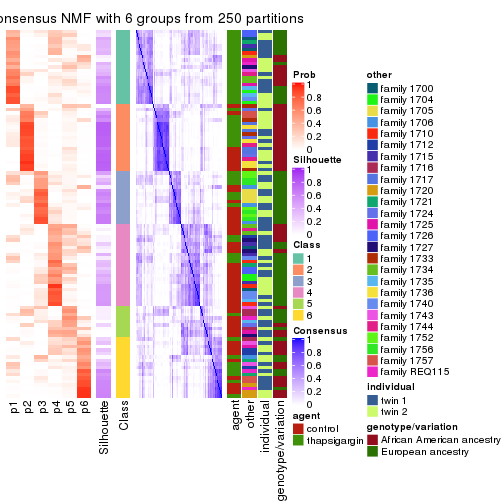 onsensus NMF with 6 groups from 250 partitions
p1
p2
p3
p4
p5
p6
Silhouette
Class
agent
other
individual
genotype/variation
Prob
1
0.8
0.6
0.4
0.2
0
Silhouette
1
0.8
0.6
0.4
0.2
0
Class
1
2
3
4
5
6
Consensus
1
0.8
0.6
0.4
0.2
0
agent
control
thapsigargin
other
family 1700
family 1704
family 1705
family 1706
family 1710
family 1712
family 1715
family 1716
family 1717
family 1720
family 1721
family 1724
family 1725
family 1726
family 1727
family 1733
family 1734
family 1735
family 1736
family 1740
family 1743
family 1744
family 1752
family 1756
family 1757
family REQ115
individual
twin 1
twin 2
genotype/variation
African American ancestry
European ancestry